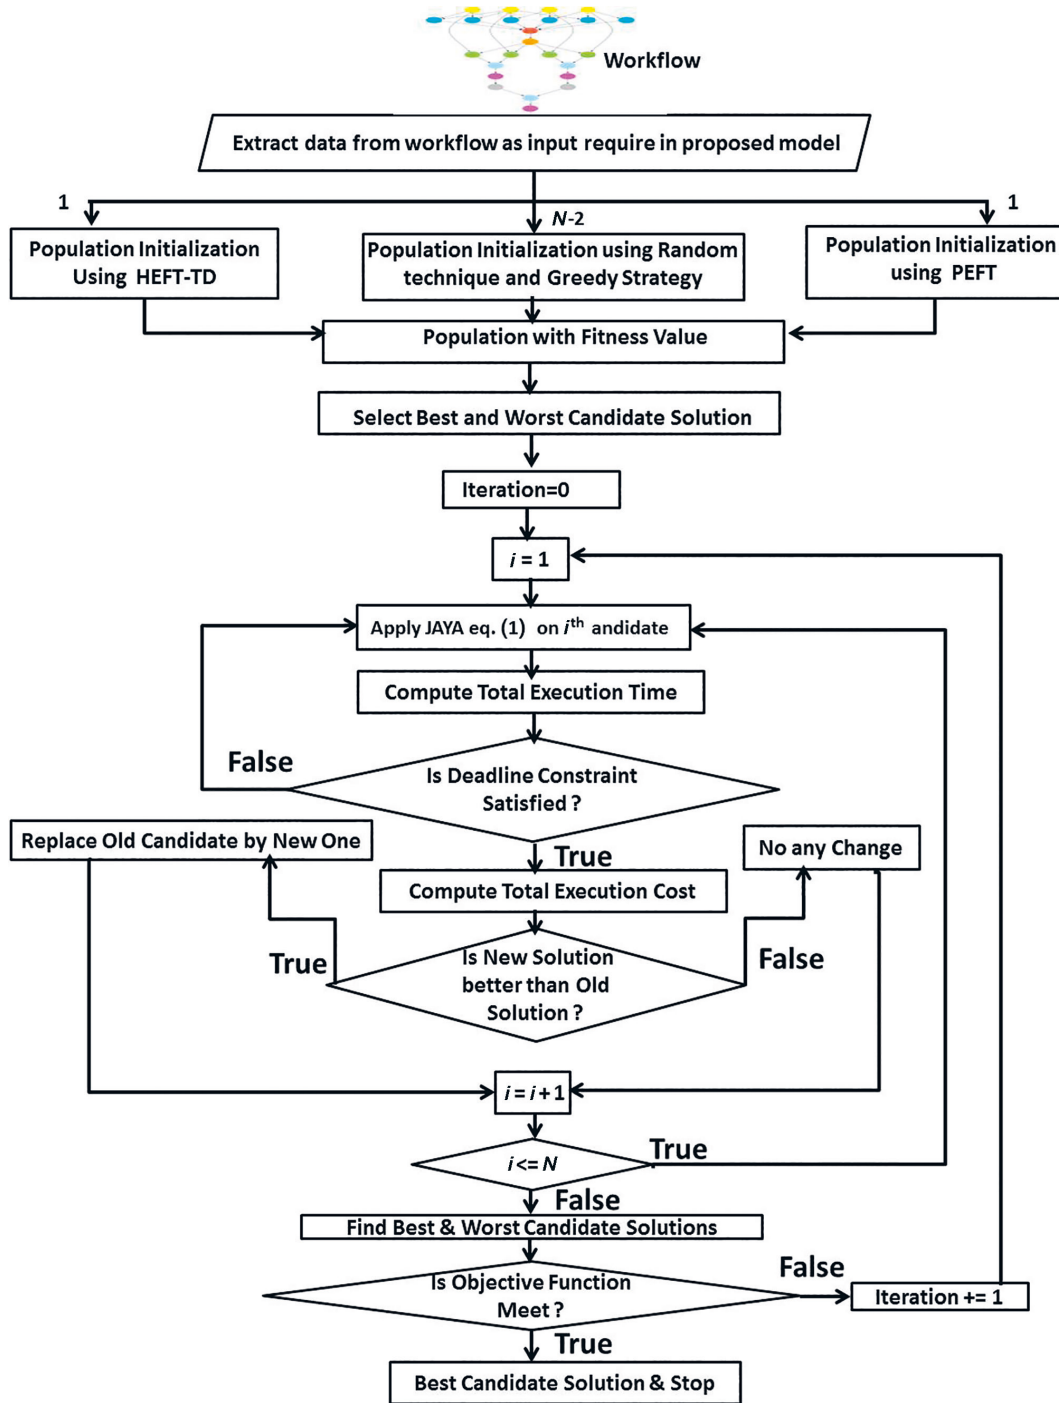 Workflow
Extract data from workflow as input require in proposed model
1
N-2
1
Population Initialization
Using HEFT-TD
Population Initialization using Random
technique and Greedy Strategy
Population Initialization
using PEFT
Population with Fitness Value
Select Best and Worst Candidate Solution
Iteration=0
i = 1
Apply JAYA eq. (1) on ith andidate
Compute Total Execution Time
False
Is Deadline Constraint
Satisfied ?
Replace Old Candidate by New One
True
No any Change
Compute Total Execution Cost
True
Is New Solution
better than Old
Solution ?
False
i = i + 1
i <= N
True
False
Find Best & Worst Candidate Solutions
Is Objective Function
Meet ?
False
Iteration += 1
True
Best Candidate Solution & Stop